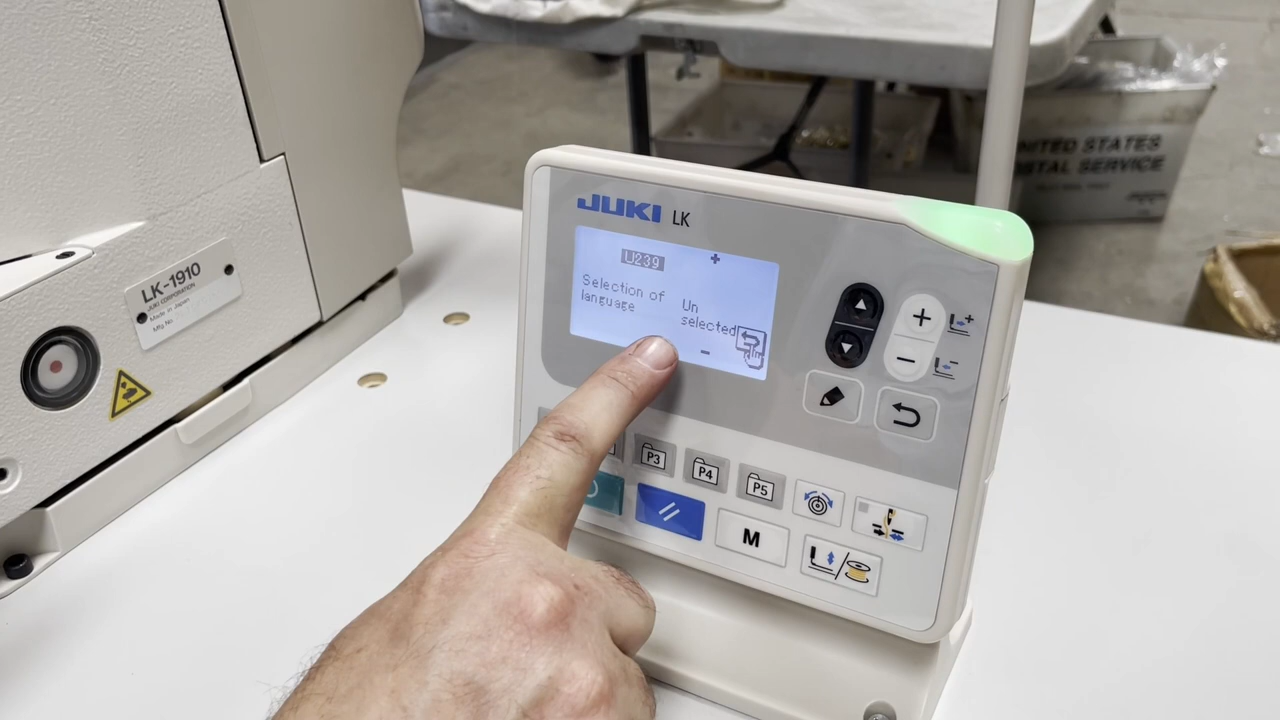 JUKI LK
U239
+
Selection of
language
Un
selected
-
+
-
P3
P4
P5
M
LK-1910
JUKI CORPORATION
Made in Japan
Mfg No.
UNITED STATES
POSTAL SERVICE